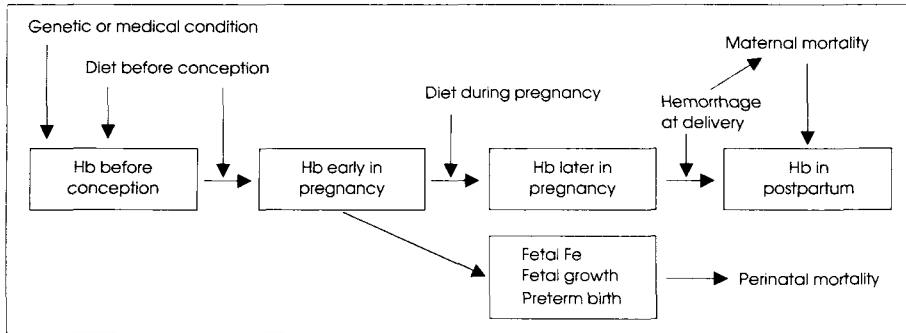 Genetic or medical condition
Diet before conception
Maternal mortality
Diet during pregnancy
Hemorrhage
at delivery
Hb before
conception
Hb early in
pregnancy
Hb later in
pregnancy
Hb in
postpartum
Fetal Fe
Fetal growth
Preterm birth
Perinatal mortality